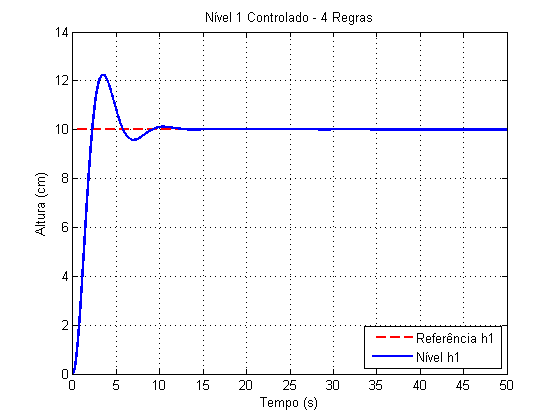 Nível 1 Controlado - 4 Regras
14
12
10
8
6
4
2
0
Altura (cm)
0 5 10 15 20 25 30 35 40 45 50
Tempo (s)
Referência h1
Nível h1